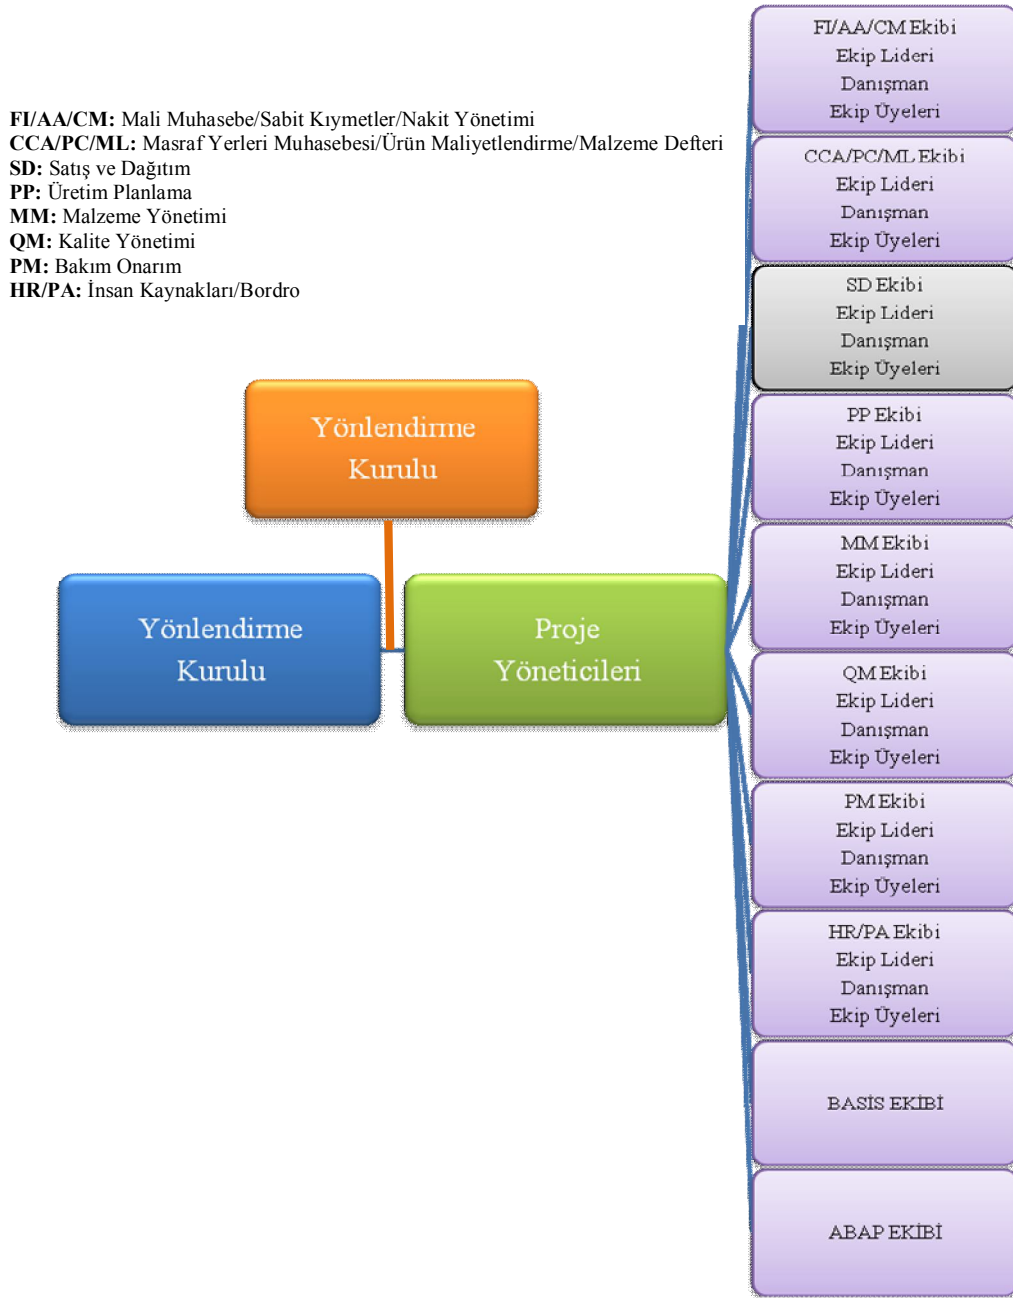 FI/AA/CM: Mali Muhasebe/Sabit Kıymetler/Nakit Yönetimi
CCA/PC/ML: Masraf Yerleri Muhasebesi/Ürün Maliyetlendirme/Malzeme Defteri
SD: Satış ve Dağıtım
PP: Üretim Planlama
MM: Malzeme Yönetimi
QM: Kalite Yönetimi
PM: Bakım Onarım
HR/PA: İnsan Kaynakları/Bordro
Yönlendirme
Kurulu
Yönlendirme
Kurulu
Proje
Yöneticileri
FI/AA/CM Ekibi
Ekip Lideri
Danışman
Ekip Üyeleri
CCA/PC/ML Ekibi
Ekip Lideri
Danışman
Ekip Üyeleri
SD Ekibi
Ekip Lideri
Danışman
Ekip Üyeleri
PP Ekibi
Ekip Lideri
Danışman
Ekip Üyeleri
MM Ekibi
Ekip Lideri
Danışman
Ekip Üyeleri
QM Ekibi
Ekip Lideri
Danışman
Ekip Üyeleri
PM Ekibi
Ekip Lideri
Danışman
Ekip Üyeleri
HR/PA Ekibi
Ekip Lideri
Danışman
Ekip Üyeleri
BASİS EKİBİ
ABAP EKİBİ